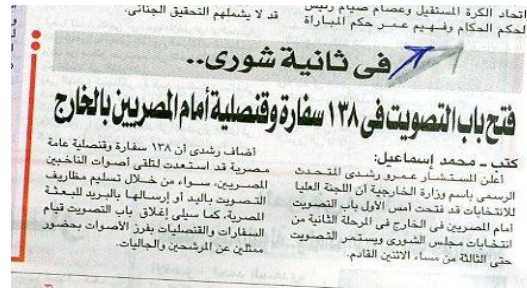 اتحاد الكرة المستقيل وعصام صيام رئيس
لحكم الحكام وفهيم عمر حكم المباراة
قد لا يشملهم التحقيق الجنائى.
فى ثانية شورى..
فتح باب التصويت فى ١٣٨ سفارة وقنصلية أمام المصريين بالخارج
كتب - محمد إسماعيل:
أعلن المستشار عمرو رشدى المتحدث
الرسمى باسم وزارة الخارجية أن اللجنة العليا
للانتخابات قد فتحت أمس الأول باب التصويت
أمام المصريين فى الخارج فى المرحلة الثانية من
انتخابات مجلس الشورى ويستمر التصويت
حتى الثالثة من مساء الاثنين القادم.
أضاف رشدى أن ١٣٨ سفارة وقنصلية عامة
مصرية قد استعدت لتلقى أصوات الناخبين
المصريين، سواء من خلال تسليم مظاريف
التصويت باليد أو إرسالها بالبريد للبعثة
المصرية، كما سيلى إغلاق باب التصويت قيام
السفارات والقنصليات بفرز الأصوات بحضور
ممثلين عن المرشحين والجاليات.